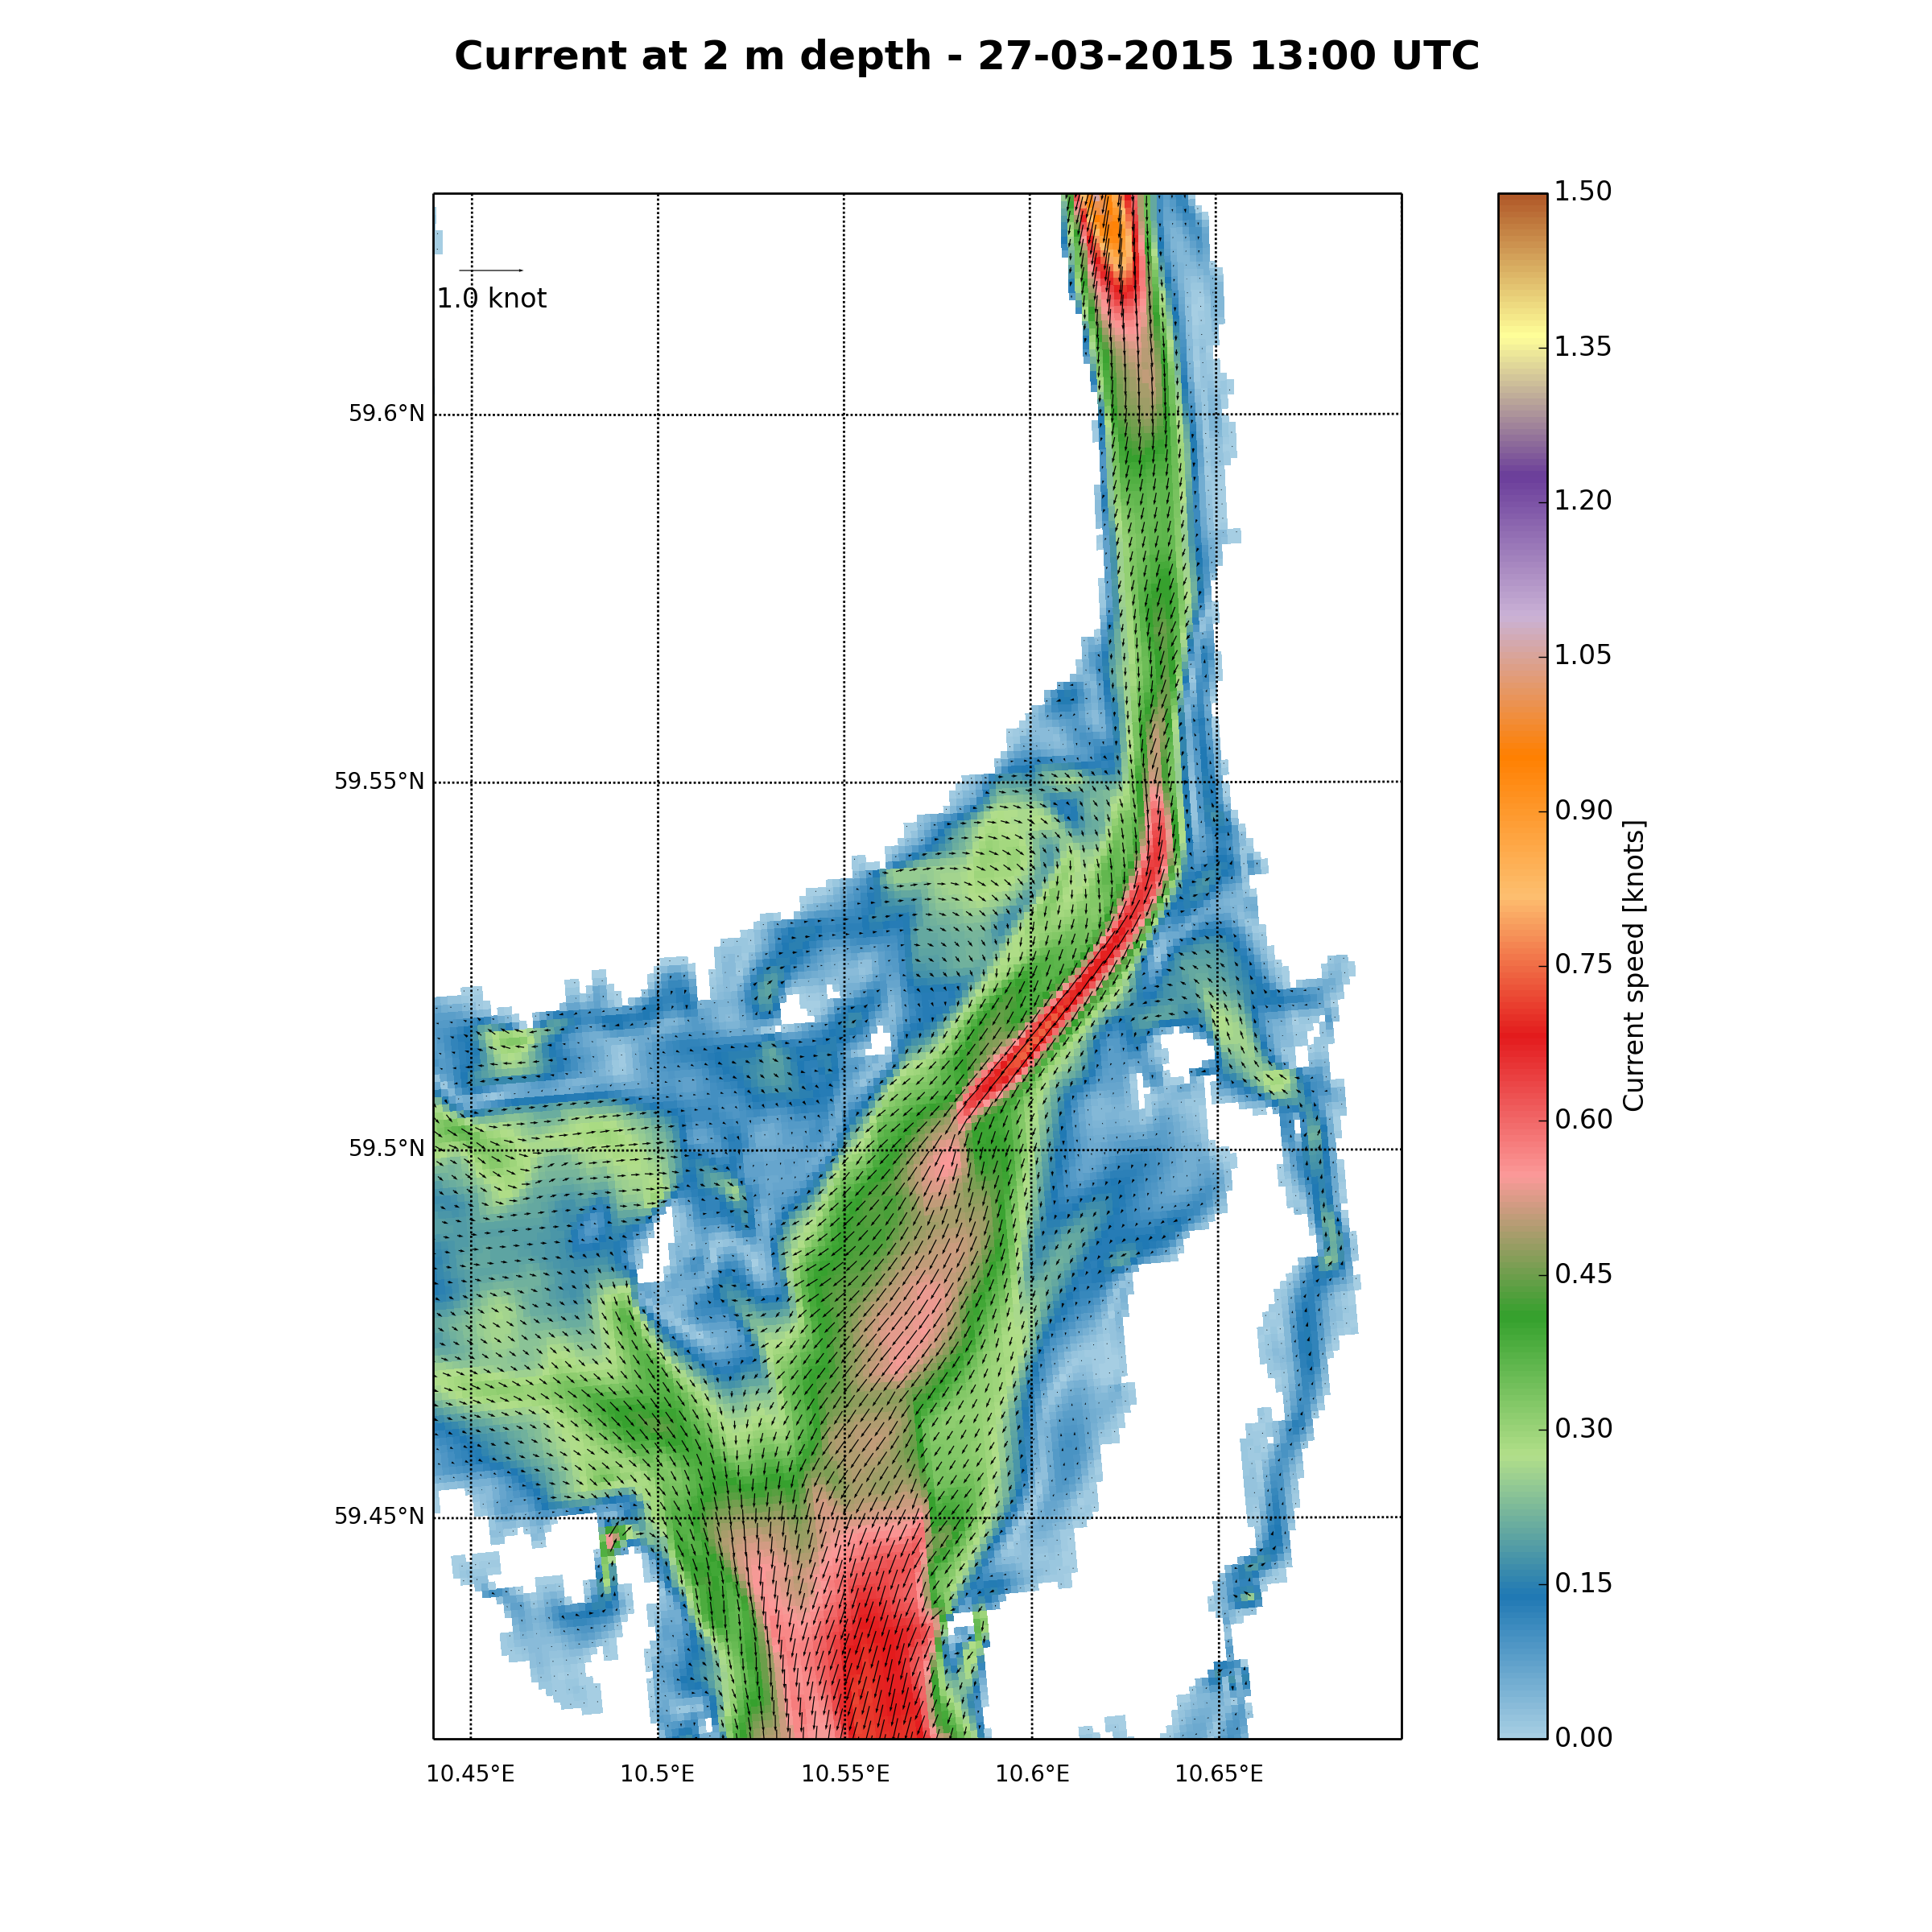 Current at 2 m depth - 27-03-2015 13:00 UTC
1.0 knot
59.6°N
59.55°N
59.5°N
59.45°N
10.45°E
10.5°E
10.55°E
10.6°E
10.65°E
1.50
1.35
1.20
1.05
0.90
0.75
0.60
0.45
0.30
0.15
0.00
Current speed [knots]